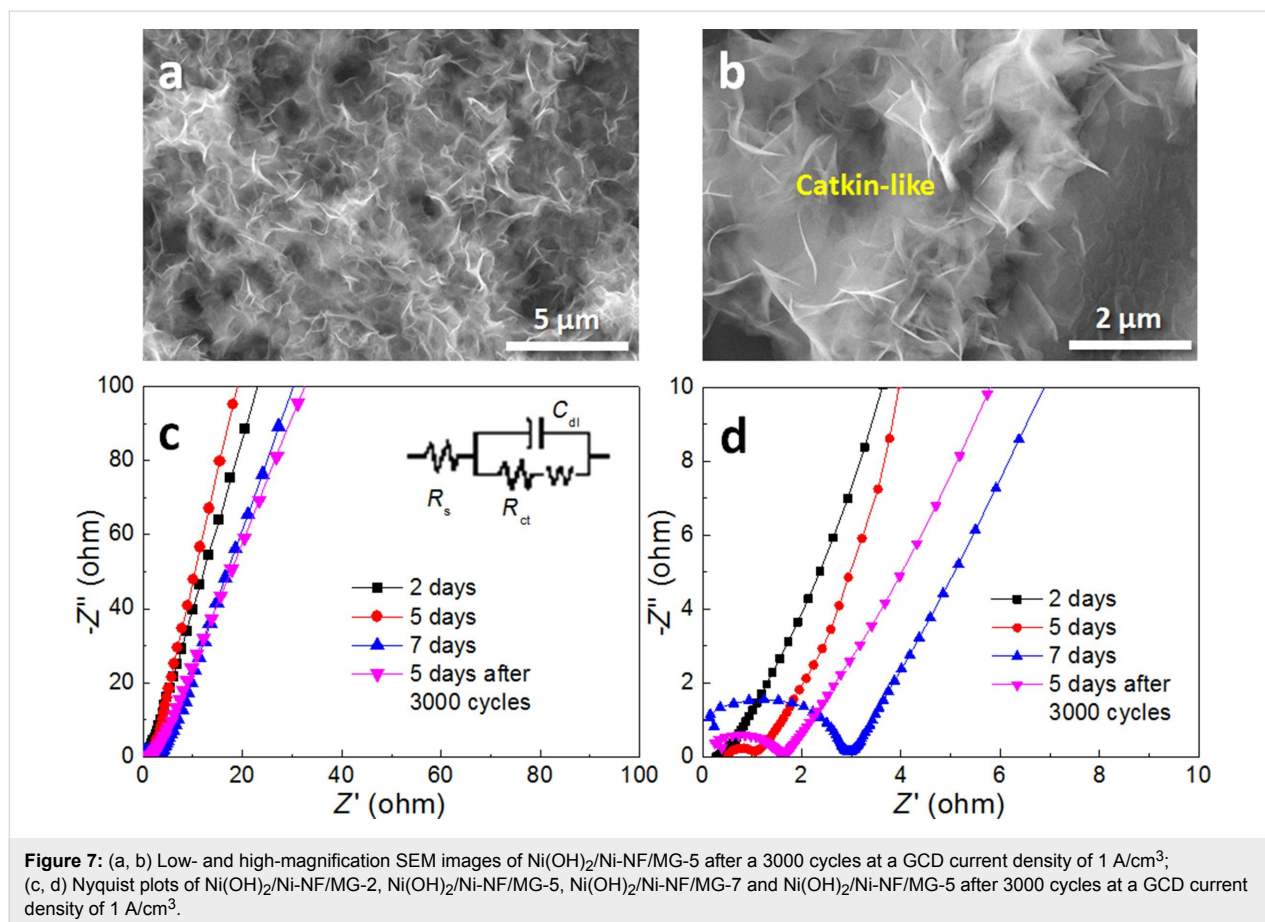 a
b
Catkin-like
5 µm
2 µm
c
d
100
80
60
40
20
0
-Z'' (ohm)
C_dl
R_s
R_ct
2 days
5 days
7 days
5 days after
3000 cycles
0 20 40 60 80 100
Z' (ohm)
10
8
6
4
2
0
-Z'' (ohm)
2 days
5 days
7 days
5 days after
3000 cycles
0 2 4 6 8 10
Z' (ohm)
Figure 7: (a, b) Low- and high-magnification SEM images of Ni(OH)₂/Ni-NF/MG-5 after a 3000 cycles at a GCD current density of 1 A/cm³;
(c, d) Nyquist plots of Ni(OH)₂/Ni-NF/MG-2, Ni(OH)₂/Ni-NF/MG-5, Ni(OH)₂/Ni-NF/MG-7 and Ni(OH)₂/Ni-NF/MG-5 after 3000 cycles at a GCD current
density of 1 A/cm³.